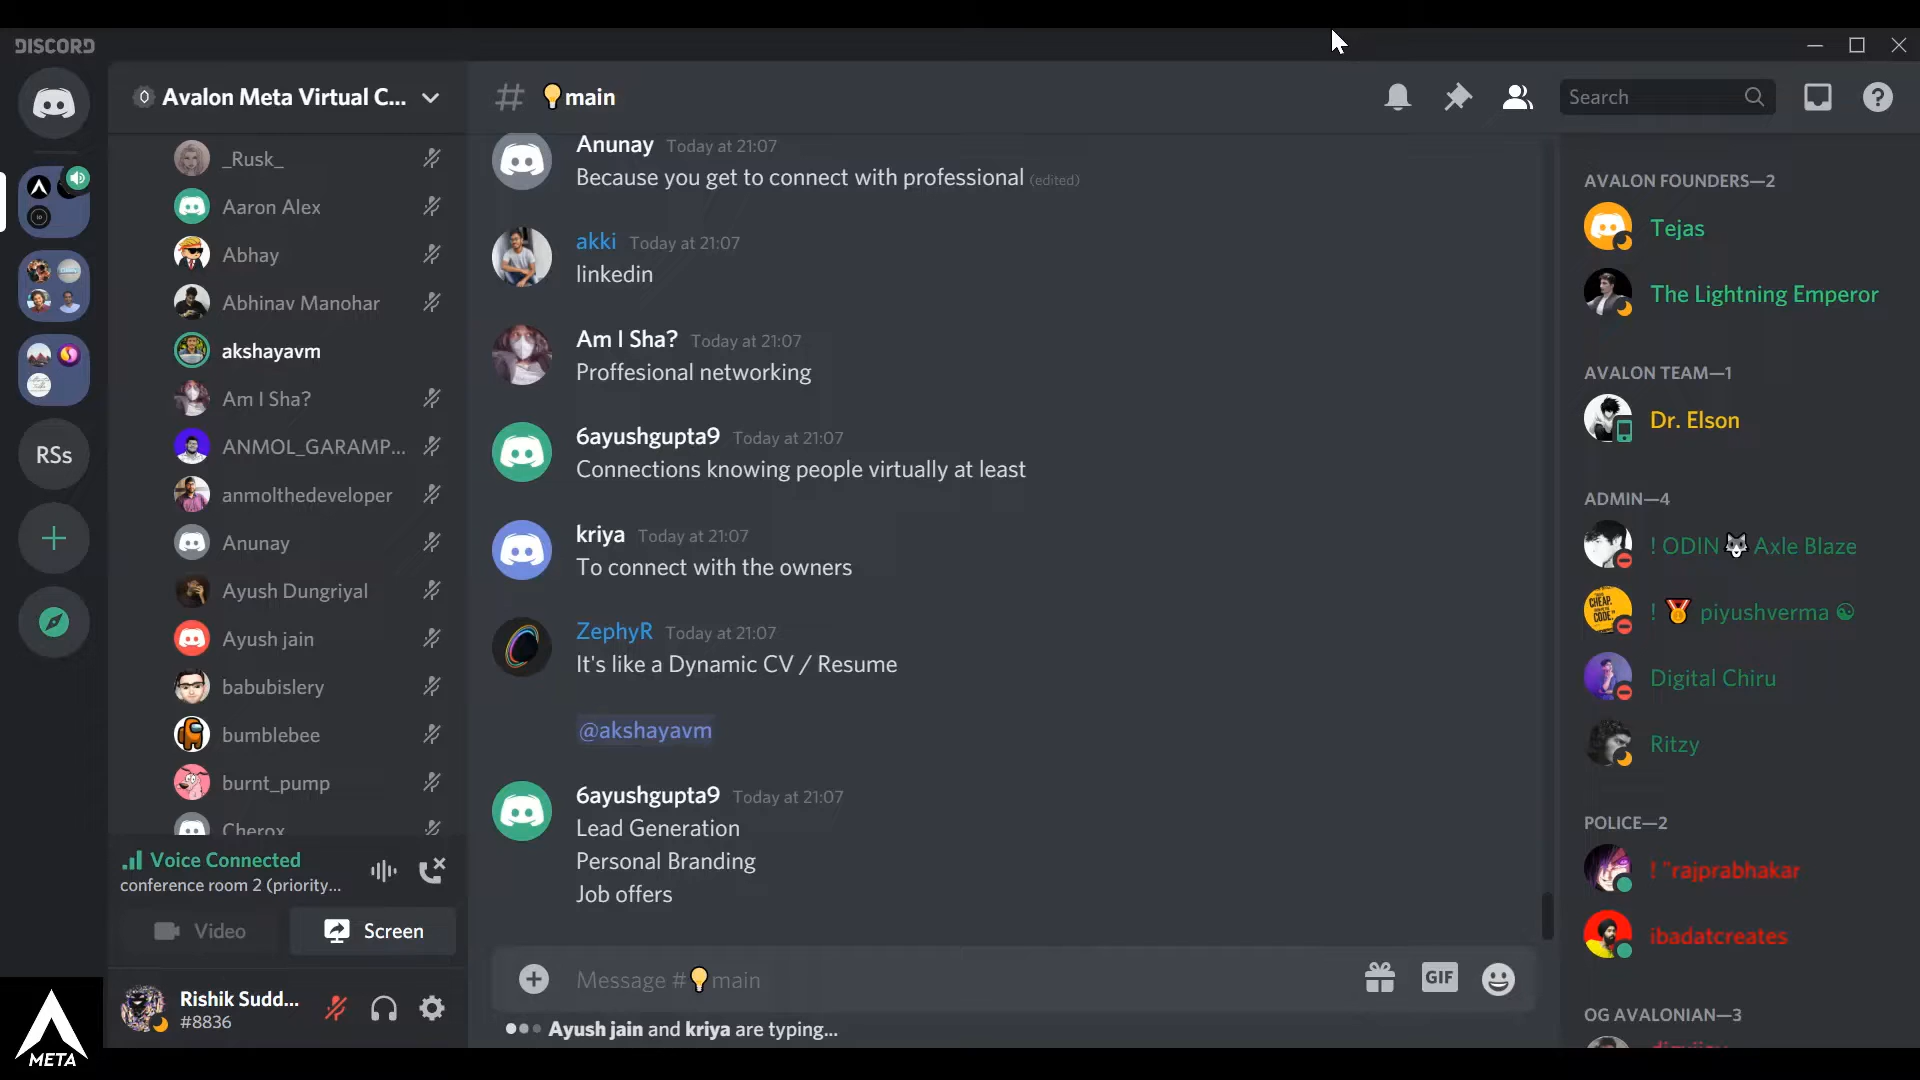 DISCORD
Avalon Meta Virtual C...
_Rusk_
Aaron Alex
Abhay
Abhinav Manohar
akshayavm
Am I Sha?
ANMOL_GARAMP...
anmolthedeveloper
Anunay
Ayush Dungriyal
Ayush jain
babubislery
bumblebee
burnt_pump
Cherox
RSs
Voice Connected
conference room 2 (priority...
Video
Screen
Rishik Sudd...
#8836
META
# 💡main
Search
Anunay Today at 21:07
Because you get to connect with professional (edited)
akki Today at 21:07
linkedin
Am I Sha? Today at 21:07
Proffesional networking
6ayushgupta9 Today at 21:07
Connections knowing people virtually at least
kriya Today at 21:07
To connect with the owners
ZephyR Today at 21:07
It's like a Dynamic CV / Resume
@akshayavm
6ayushgupta9 Today at 21:07
Lead Generation
Personal Branding
Job offers
Message #💡main
GIF
Ayush jain and kriya are typing...
AVALON FOUNDERS—2
Tejas
The Lightning Emperor
AVALON TEAM—1
Dr. Elson
ADMIN—4
! ODIN🐺Axle Blaze
! 🏅 piyushverma ☯
Digital Chiru
Ritzy
POLICE—2
! ˜rajprabhakar
ibadatcreates
OG AVALONIAN—3